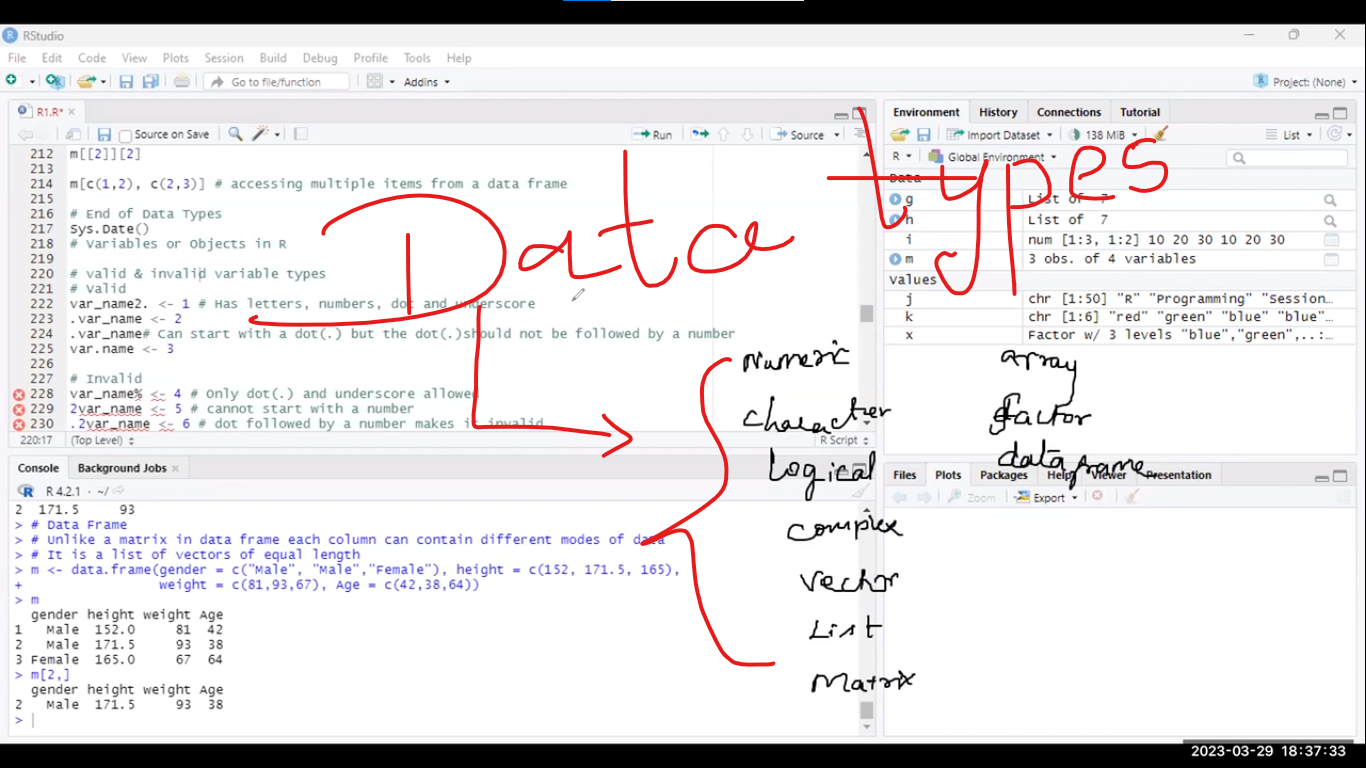 RStudio
File Edit Code View Plots Session Build Debug Profile Tools Help
Go to file/function Addins Project: (None)
R1.R*
Source on Save Run Source
212 m[[2]][2]
213
214 m[c(1,2), c(2,3)] # accessing multiple items from a data frame
215
216 # End of Data Types
217 Sys.Date()
218 # Variables or Objects in R
219
220 # valid & invalid variable types
221 # valid
222 var_name2. <- 1 # Has letters, numbers, dot and underscore
223 .var_name <- 2
224 .var_name# Can start with a dot(.) but the dot(.)should not be followed by a number
225 var.name <- 3
226
227 # Invalid
228 var_name% <- 4 # Only dot(.) and underscore allowed
229 2var_name <- 5 # cannot start with a number
230 .2var_name <- 6 # dot followed by a number makes it invalid
220:17 (Top Level) R Script
Console Background Jobs
R 4.2.1 · ~/
2 171.5 93
> # Data Frame
> # Unlike a matrix in data frame each column can contain different modes of data
> # It is a list of vectors of equal length
> m <- data.frame(gender = c("Male", "Male","Female"), height = c(152, 171.5, 165),
+ weight = c(81,93,67), Age = c(42,38,64))
> m
gender height weight Age
1 Male 152.0 81 42
2 Male 171.5 93 38
3 Female 165.0 67 64
> m[2,]
gender height weight Age
2 Male 171.5 93 38
>
Environment History Connections Tutorial
Import Dataset 138 MiB List
R Global Environment
Data
g List of 7
h List of 7
i num [1:3, 1:2] 10 20 30 10 20 30
m 3 obs. of 4 variables
values
j chr [1:50] "R" "Programming" "Session…
k chr [1:6] "red" "green" "blue" "blue"…
x Factor w/ 3 levels "blue","green",..:
Files Plots Packages Help Viewer Presentation
Zoom Export
Data types
Numeric
character
Logical
complex
vector
List
Matrix
array
factor
dataframe
2023-03-29 18:37:33